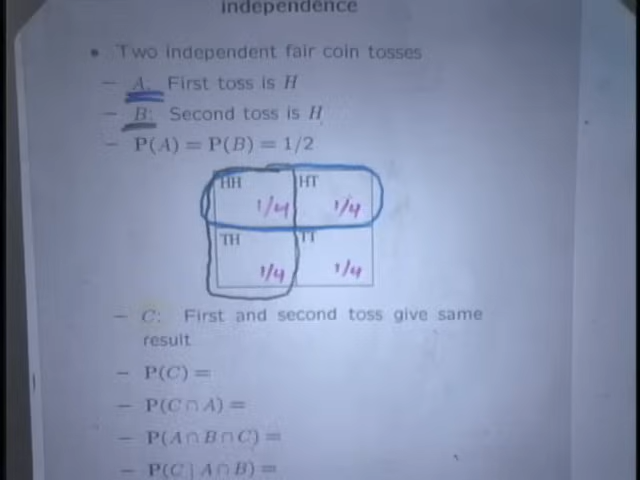 independence
• Two independent fair coin tosses
– A: First toss is H
– B: Second toss is H
– P(A) = P(B) = 1/2
HH HT
1/4 1/4
TH TT
1/4 1/4
– C: First and second toss give same
result
– P(C) =
– P(C ∩ A) =
– P(A ∩ B ∩ C) =
– P(C | A ∩ B) =